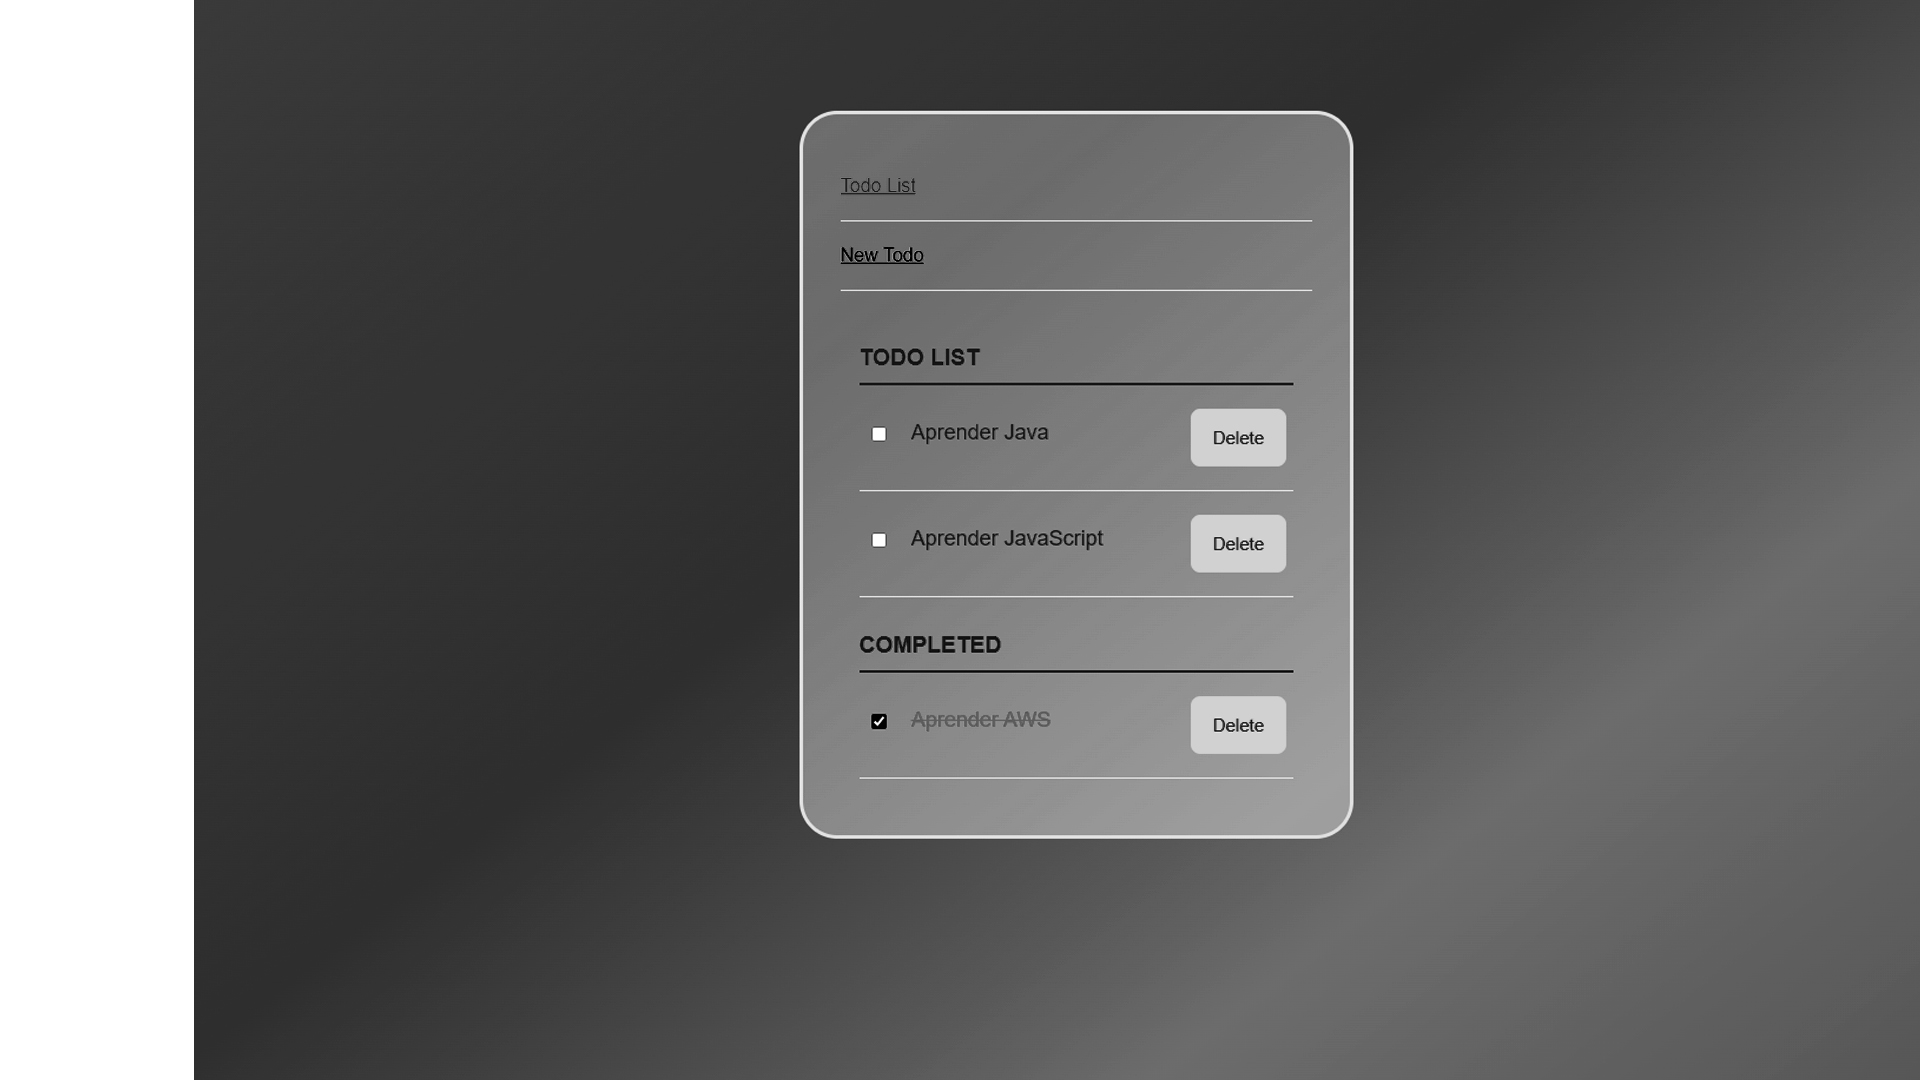 Todo List
New Todo
TODO LIST
Aprender Java
Delete
Aprender JavaScript
Delete
COMPLETED
Aprender AWS
Delete